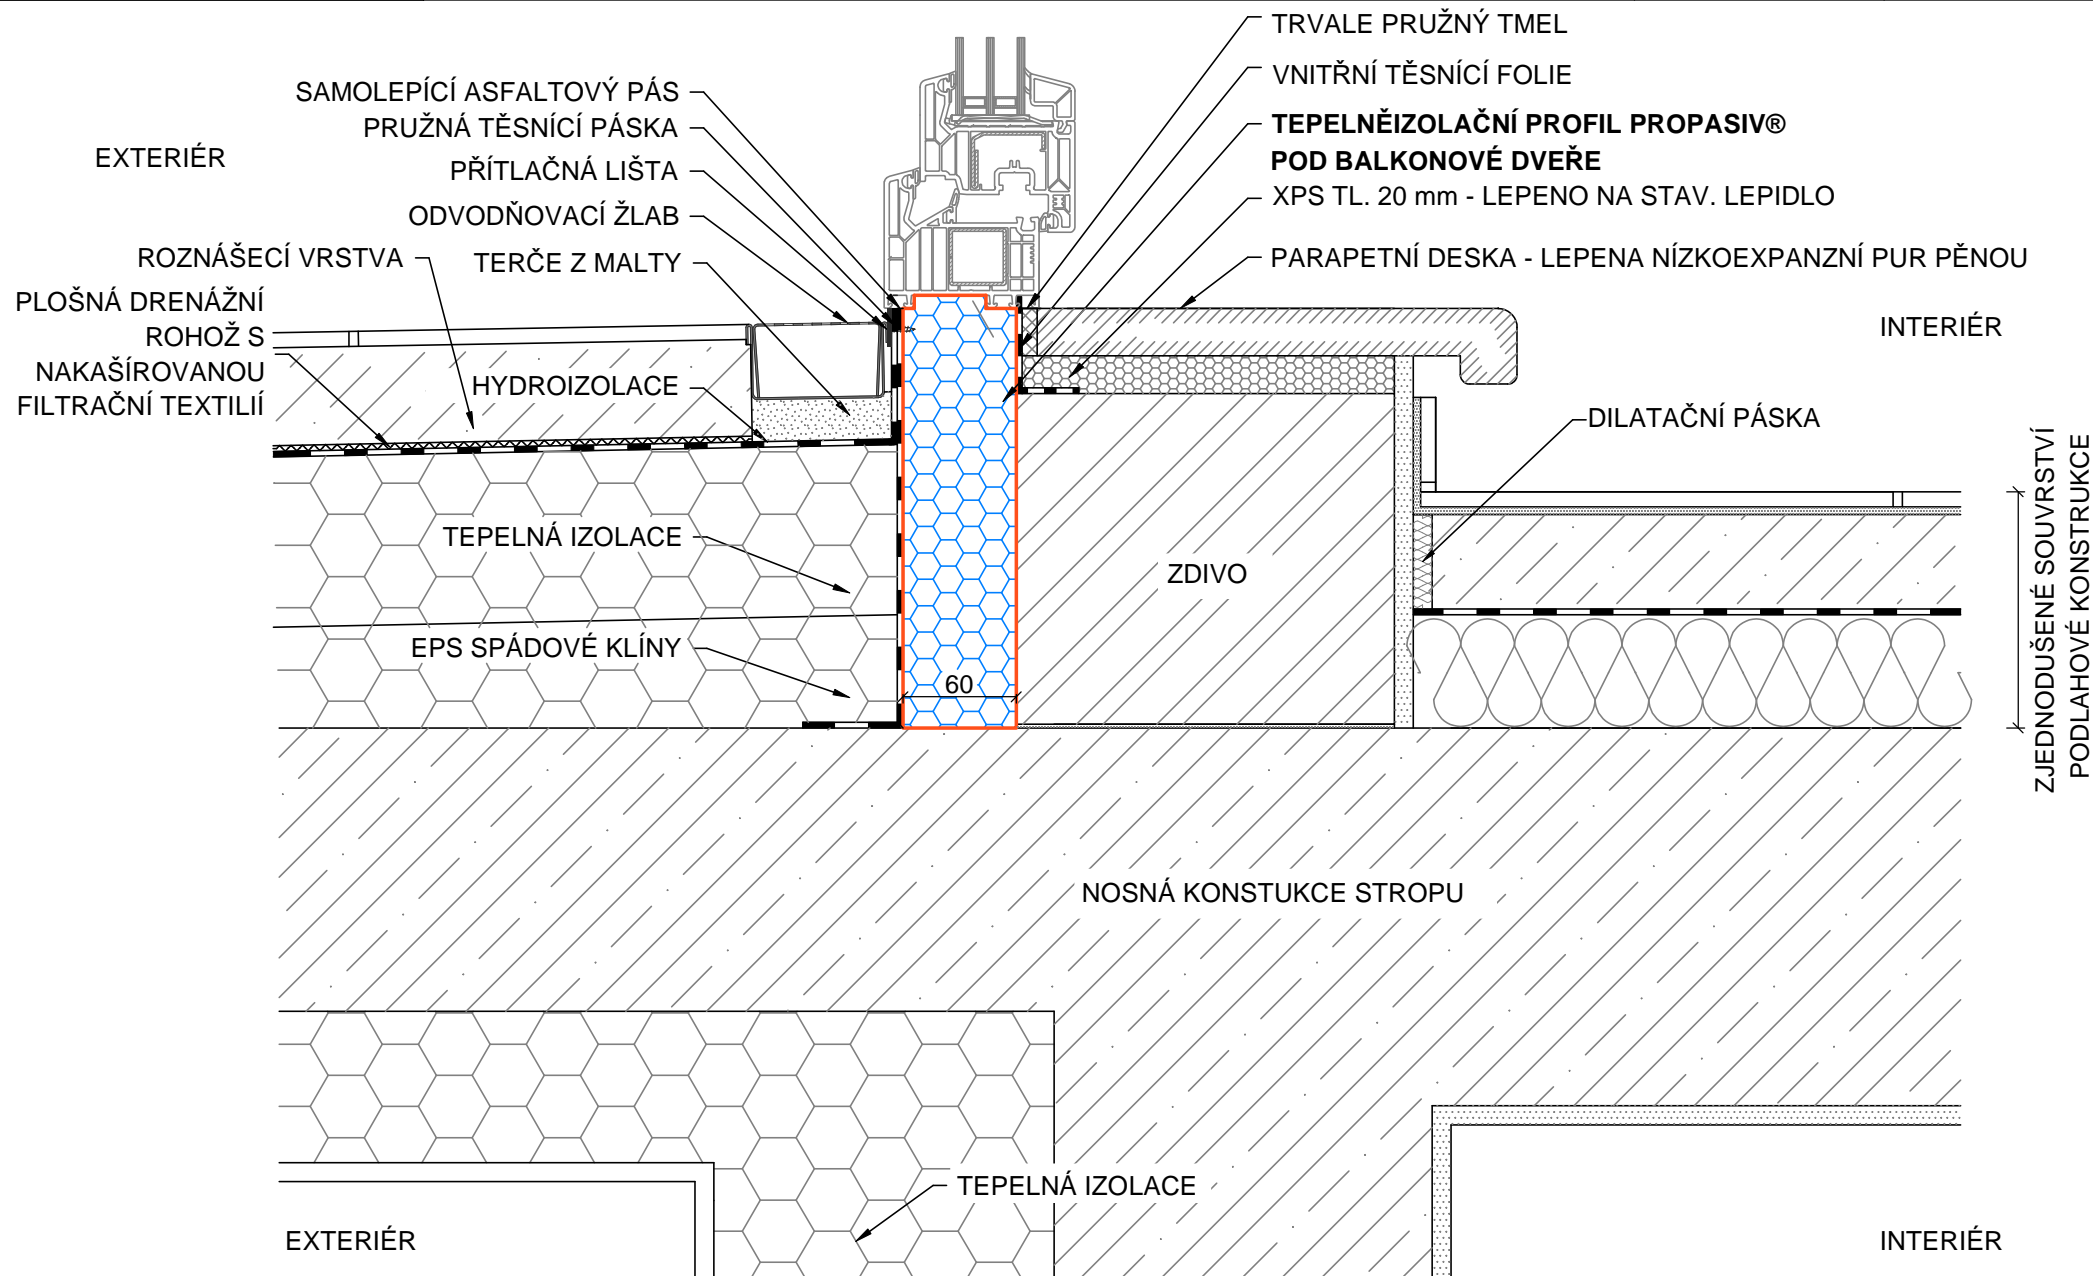 EXTERIÉR
SAMOLEPÍCÍ ASFALTOVÝ PÁS
PRUŽNÁ TĚSNÍCÍ PÁSKA
PŘÍTLAČNÁ LIŠTA
ODVODŇOVACÍ ŽLAB
ROZNÁŠECÍ VRSTVA
TERČE Z MALTY
PLOŠNÁ DRENÁŽNÍ
ROHOŽ S
NAKAŠÍROVANOU
FILTRAČNÍ TEXTILIÍ
HYDROIZOLACE
TEPELNÁ IZOLACE
EPS SPÁDOVÉ KLÍNY
TRVALE PRUŽNÝ TMEL
VNITŘNÍ TĚSNÍCÍ FOLIE
TEPELNĚIZOLAČNÍ PROFIL PROPASIV®
POD BALKONOVÉ DVEŘE
XPS TL. 20 mm - LEPENO NA STAV. LEPIDLO
PARAPETNÍ DESKA - LEPENA NÍZKOEXPANZNÍ PUR PĚNOU
INTERIÉR
DILATAČNÍ PÁSKA
ZDIVO
60
ZJEDNODUŠENÉ SOUVRSTVÍ
PODLAHOVÉ KONSTRUKCE
NOSNÁ KONSTUKCE STROPU
TEPELNÁ IZOLACE
EXTERIÉR
INTERIÉR